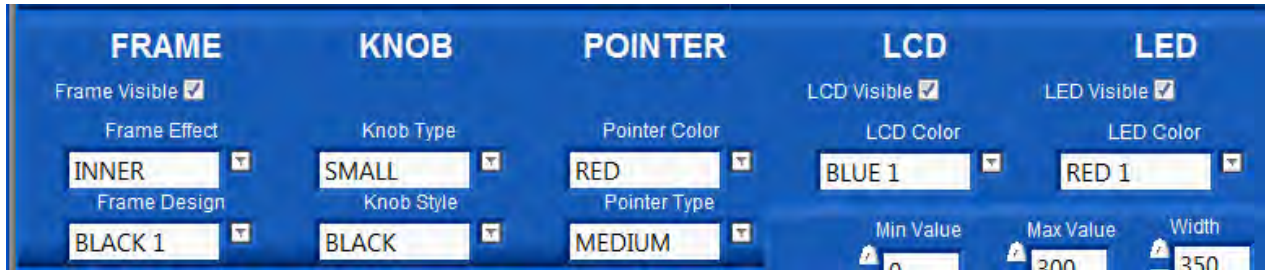 FRAME KNOB POINTER LCD LED
Frame Visible LCD Visible LED Visible
Frame Effect Knob Type Pointer Color LCD Color LED Color
INNER SMALL RED BLUE 1 RED 1
Frame Design Knob Style Pointer Type
BLACK 1 BLACK MEDIUM
Min Value Max Value Width
0 300 350